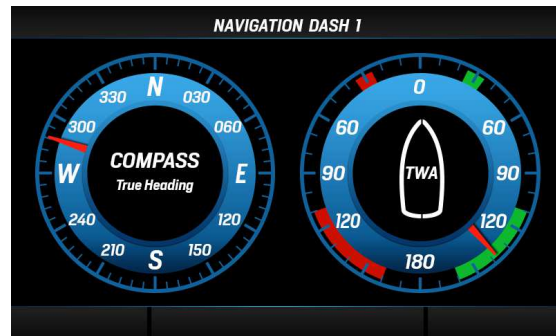 NAVIGATION DASH 1
N
330 030
300 060
COMPASS
True Heading
W E
240 120
210 150
S
0
60 60
90 TWA 90
120 120
180